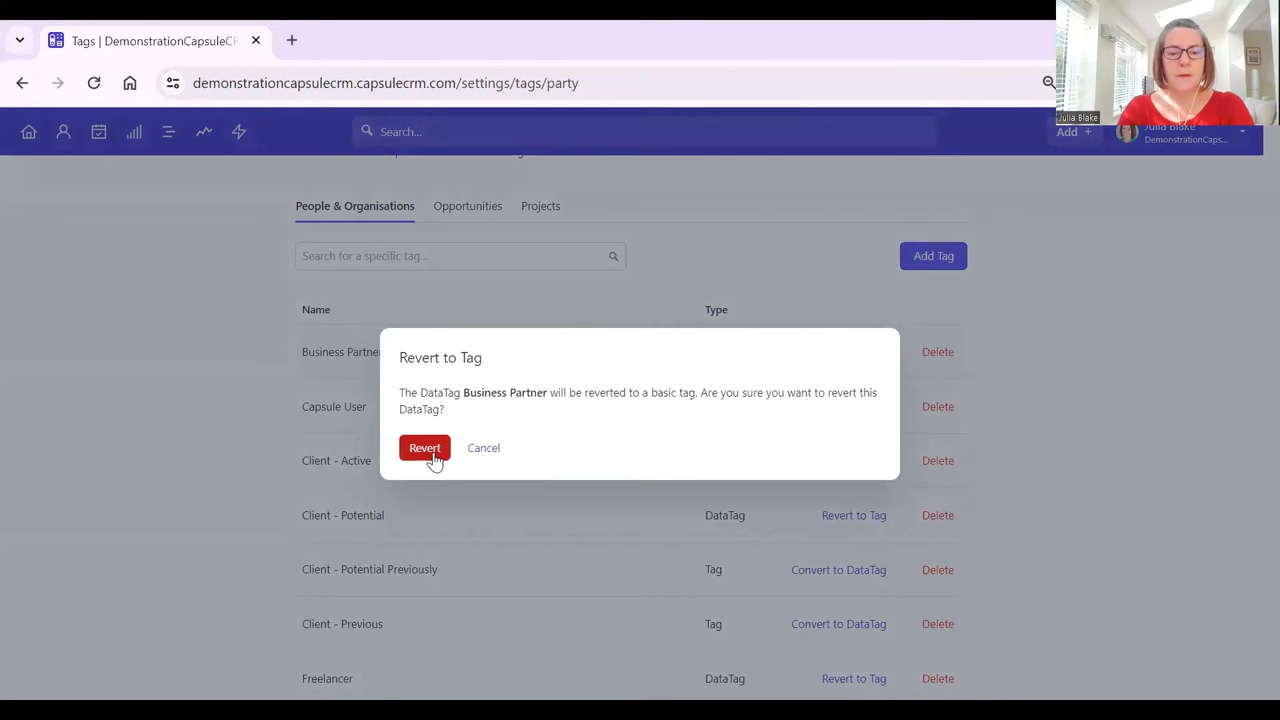 Tags | DemonstrationCapsuleCR
demonstrationcapsulecrm.capsulecrm.com/settings/tags/party
Julia Blake
Search...
Add +
Julia Blake
DemonstrationCaps...
People & Organisations
Opportunities
Projects
Search for a specific tag...
Add Tag
Name
Type
Business Partner
Delete
Revert to Tag
The DataTag Business Partner will be reverted to a basic tag. Are you sure you want to revert this
DataTag?
Revert
Cancel
Capsule User
Delete
Client - Active
Delete
Client - Potential
DataTag
Revert to Tag
Delete
Client - Potential Previously
Tag
Convert to DataTag
Delete
Client - Previous
Tag
Convert to DataTag
Delete
Freelancer
DataTag
Revert to Tag
Delete